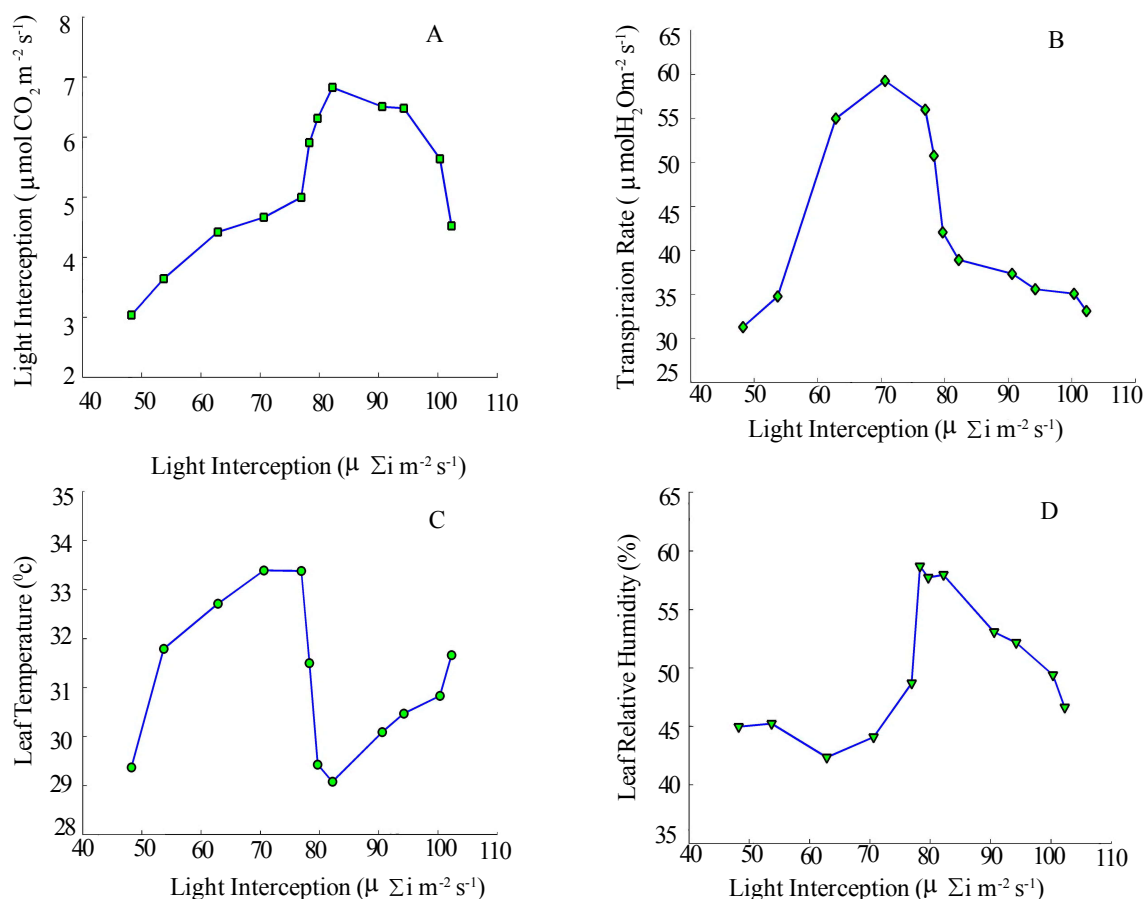 A
Light Interception (μmol CO2 m-2 s-1)
8
7
6
5
4
3
2
40 50 60 70 80 90 100 110
Light Interception (μ Σi m-2 s-1)
B
Transpiraion Rate ( μmolH2Om-2 s-1)
65
60
55
50
45
40
35
30
25
40 50 60 70 80 90 100 110
Light Interception (μ Σi m-2 s-1)
C
Leaf Temperature (0c)
35
34
33
32
31
30
29
28
40 50 60 70 80 90 100 110
Light Interception (μ Σi m-2 s-1)
D
Leaf Relative Humidity (%)
65
60
55
50
45
40
35
40 50 60 70 80 90 100 110
Light Interception (μ Σi m-2 s-1)